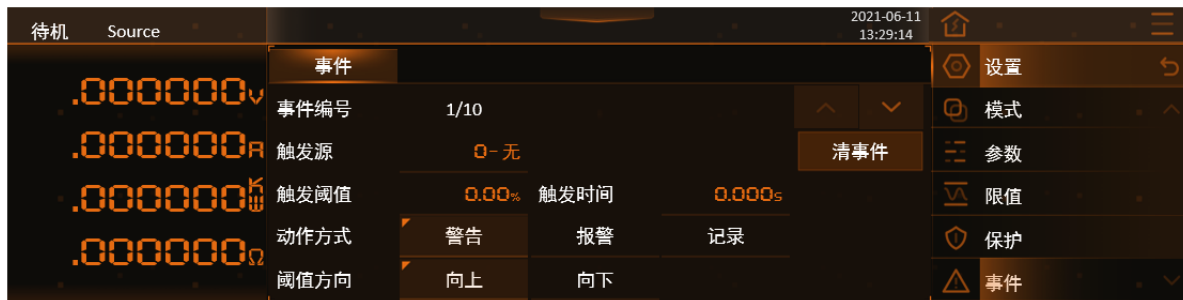 待机 Source
2021-06-11
13:29:14
.000000V
.000000A
.000000KW
.000000Ω
事件
事件编号 1/10
触发源 0-无 清事件
触发阈值 0.00% 触发时间 0.000s
动作方式 警告 报警 记录
阈值方向 向上 向下
设置
模式
参数
限值
保护
事件